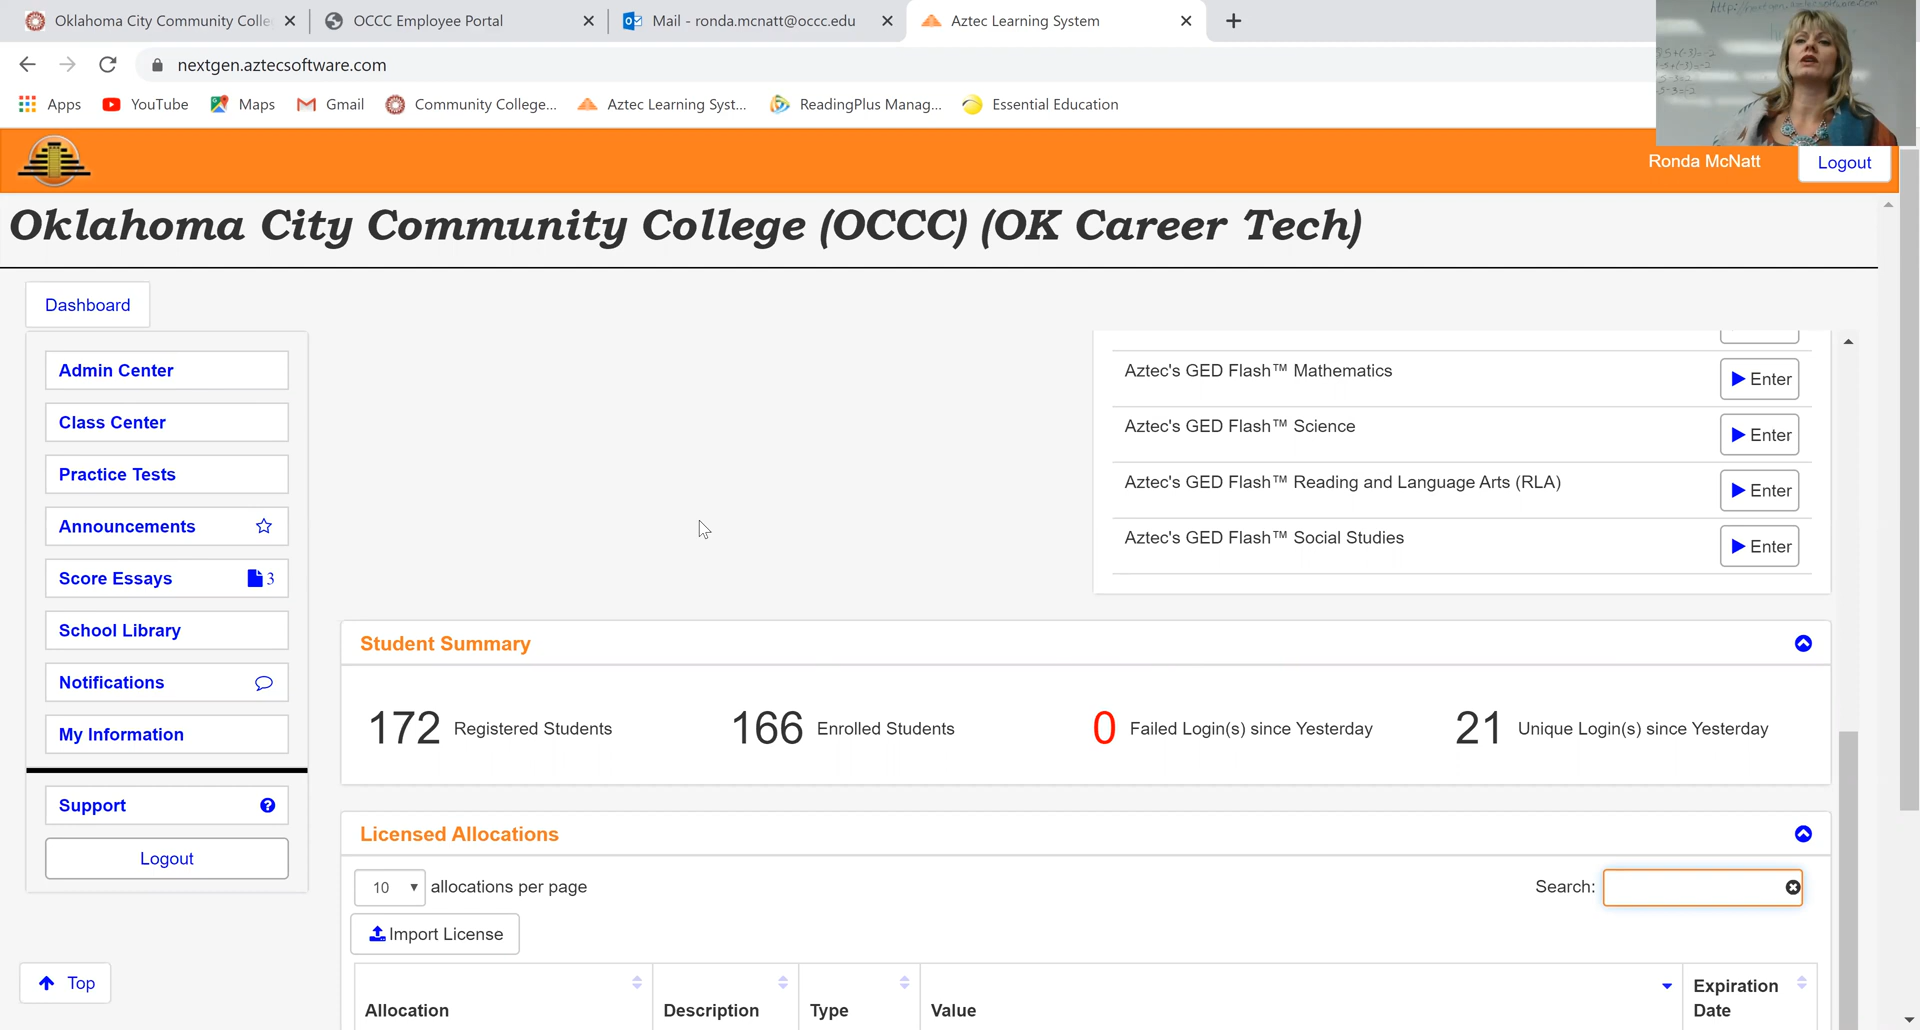 Oklahoma City Community Colle
OCCC Employee Portal
Mail - ronda.mcnatt@occc.edu
Aztec Learning System
nextgen.aztecsoftware.com
Apps
YouTube
Maps
Gmail
Community College...
Aztec Learning Syst...
ReadingPlus Manag...
Essential Education
Ronda McNatt
Logout
Oklahoma City Community College (OCCC) (OK Career Tech)
Dashboard
Admin Center
Class Center
Practice Tests
Announcements
Score Essays 3
School Library
Notifications
My Information
Support
Logout
Top
Aztec's GED Flash™ Mathematics
Enter
Aztec's GED Flash™ Science
Enter
Aztec's GED Flash™ Reading and Language Arts (RLA)
Enter
Aztec's GED Flash™ Social Studies
Enter
Student Summary
172 Registered Students
166 Enrolled Students
0 Failed Login(s) since Yesterday
21 Unique Login(s) since Yesterday
Licensed Allocations
10 allocations per page
Search:
Import License
Allocation
Description
Type
Value
Expiration
Date